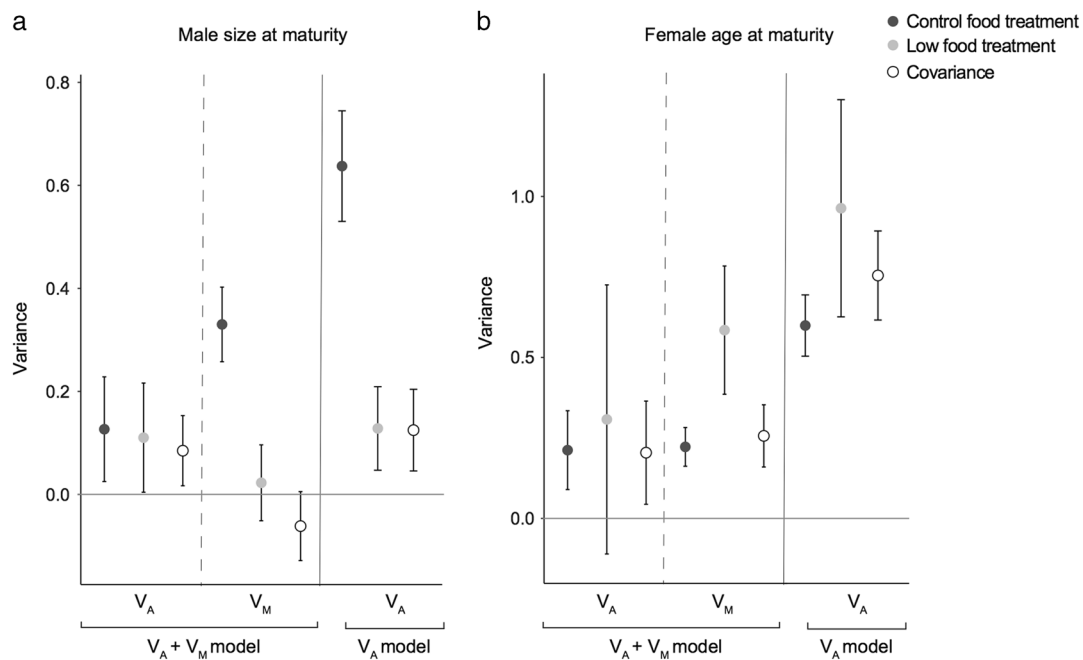 a
Male size at maturity
Variance
0.8
0.6
0.4
0.2
0.0
V_A
V_M
V_A
V_A + V_M model
V_A model
b
Female age at maturity
Variance
1.0
0.5
0.0
V_A
V_M
V_A
V_A + V_M model
V_A model
Control food treatment
Low food treatment
Covariance